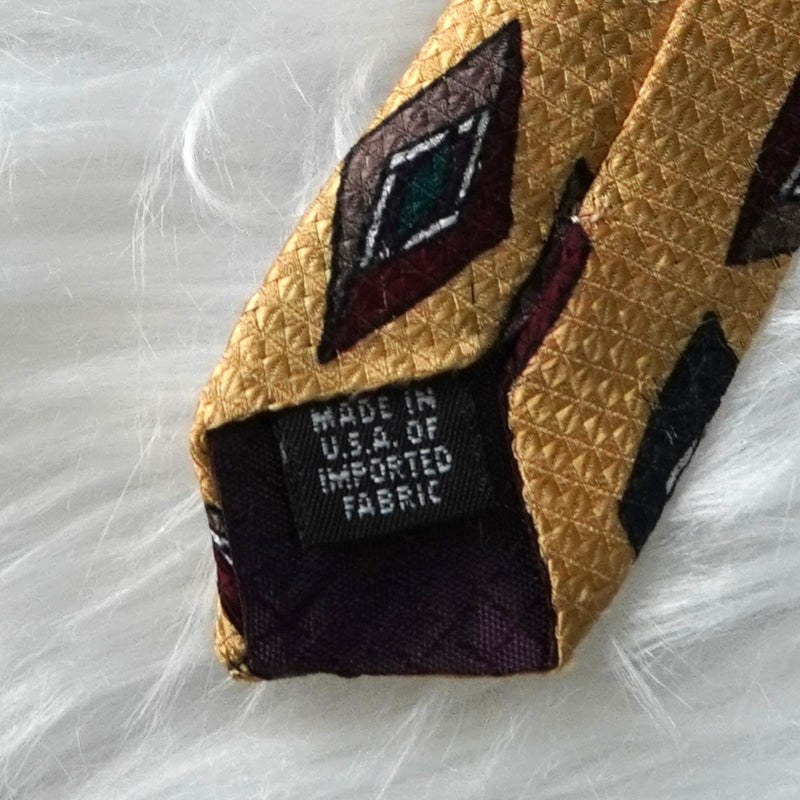 MADE IN
U.S.A. OF
IMPORTED
FABRIC